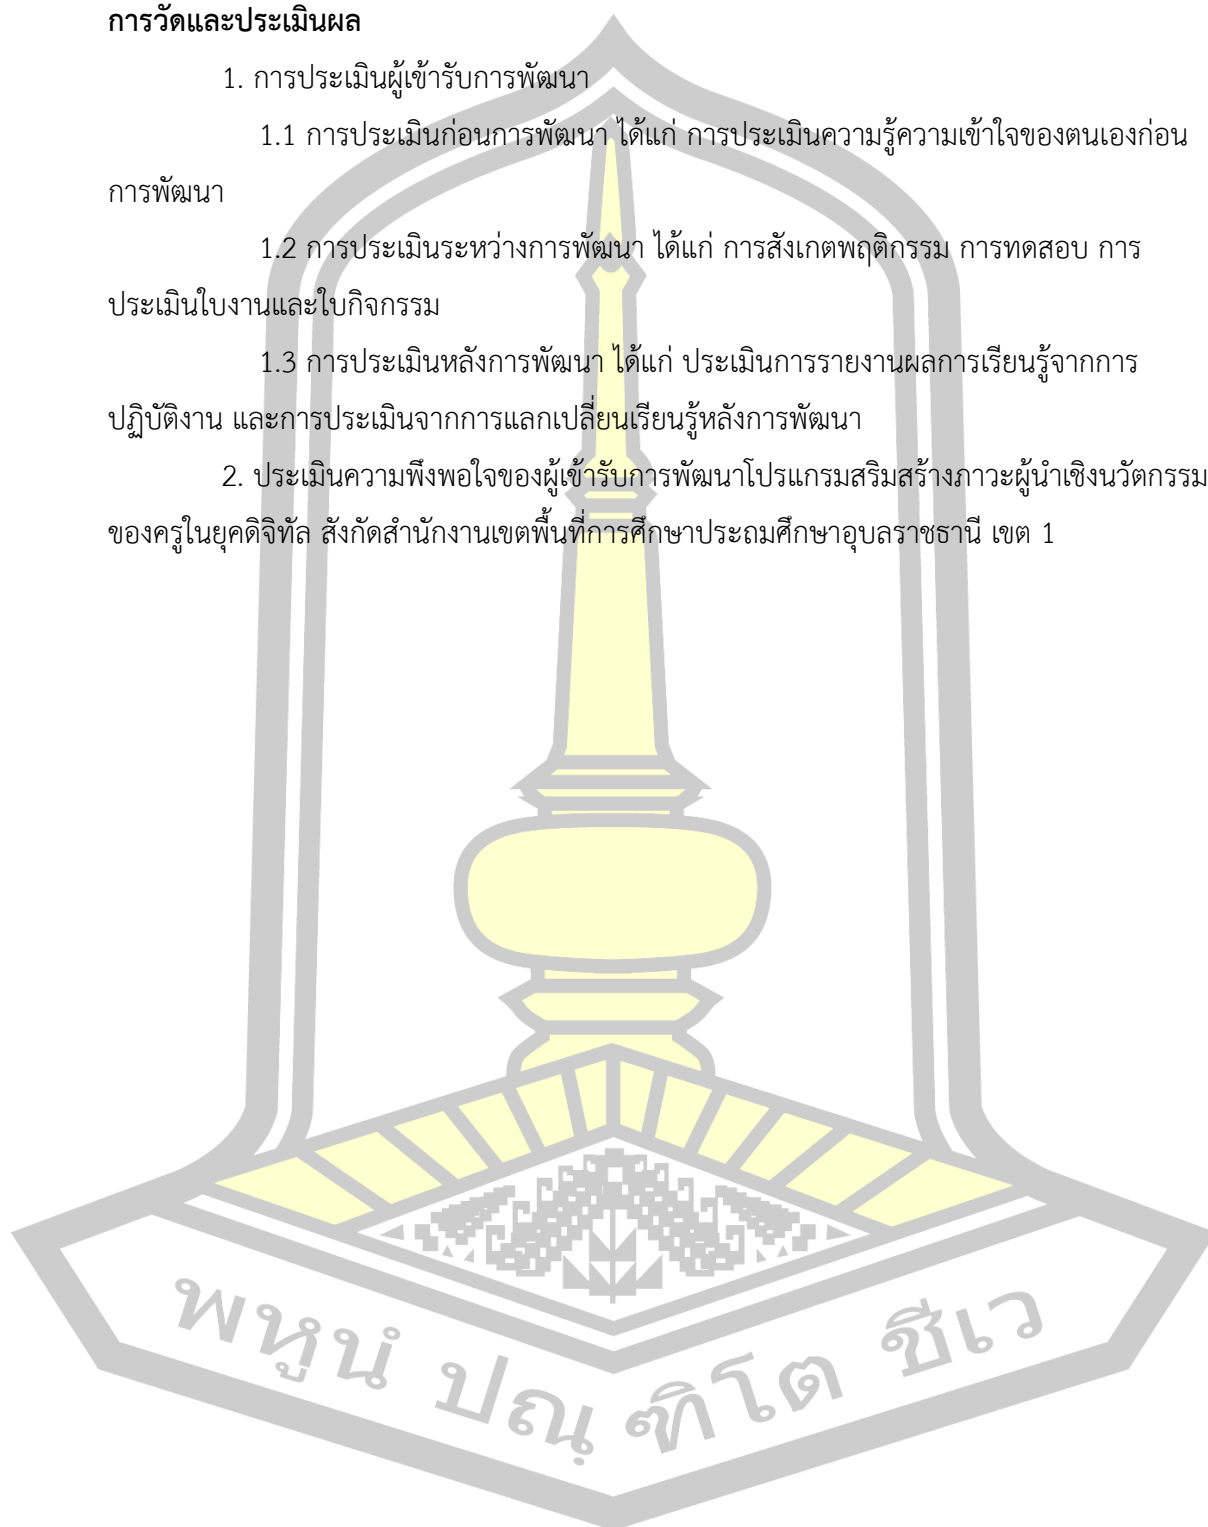 การวัดและประเมินผล
1. การประเมินผู้เข้ารับการพัฒนา
1.1 การประเมินก่อนการพัฒนา ได้แก่ การประเมินความรู้ความเข้าใจของตนเองก่อน
การพัฒนา
1.2 การประเมินระหว่างการพัฒนา ได้แก่ การสังเกตพฤติกรรม การทดสอบ การ
ประเมินใบงานและใบกิจกรรม
1.3 การประเมินหลังการพัฒนา ได้แก่ ประเมินการรายงานผลการเรียนรู้จากการ
ปฏิบัติงาน และการประเมินจากการแลกเปลี่ยนเรียนรู้หลังการพัฒนา
2. ประเมินความพึงพอใจของผู้เข้ารับการพัฒนาโปรแกรมสริมสร้างภาวะผู้นำเชิงนวัตกรรม
ของครูในยุคดิจิทัล สังกัดสำนักงานเขตพื้นที่การศึกษาประถมศึกษาอุบลราชธานี เขต 1
พหูนํ ปณฺ ฑิโต ชีเว